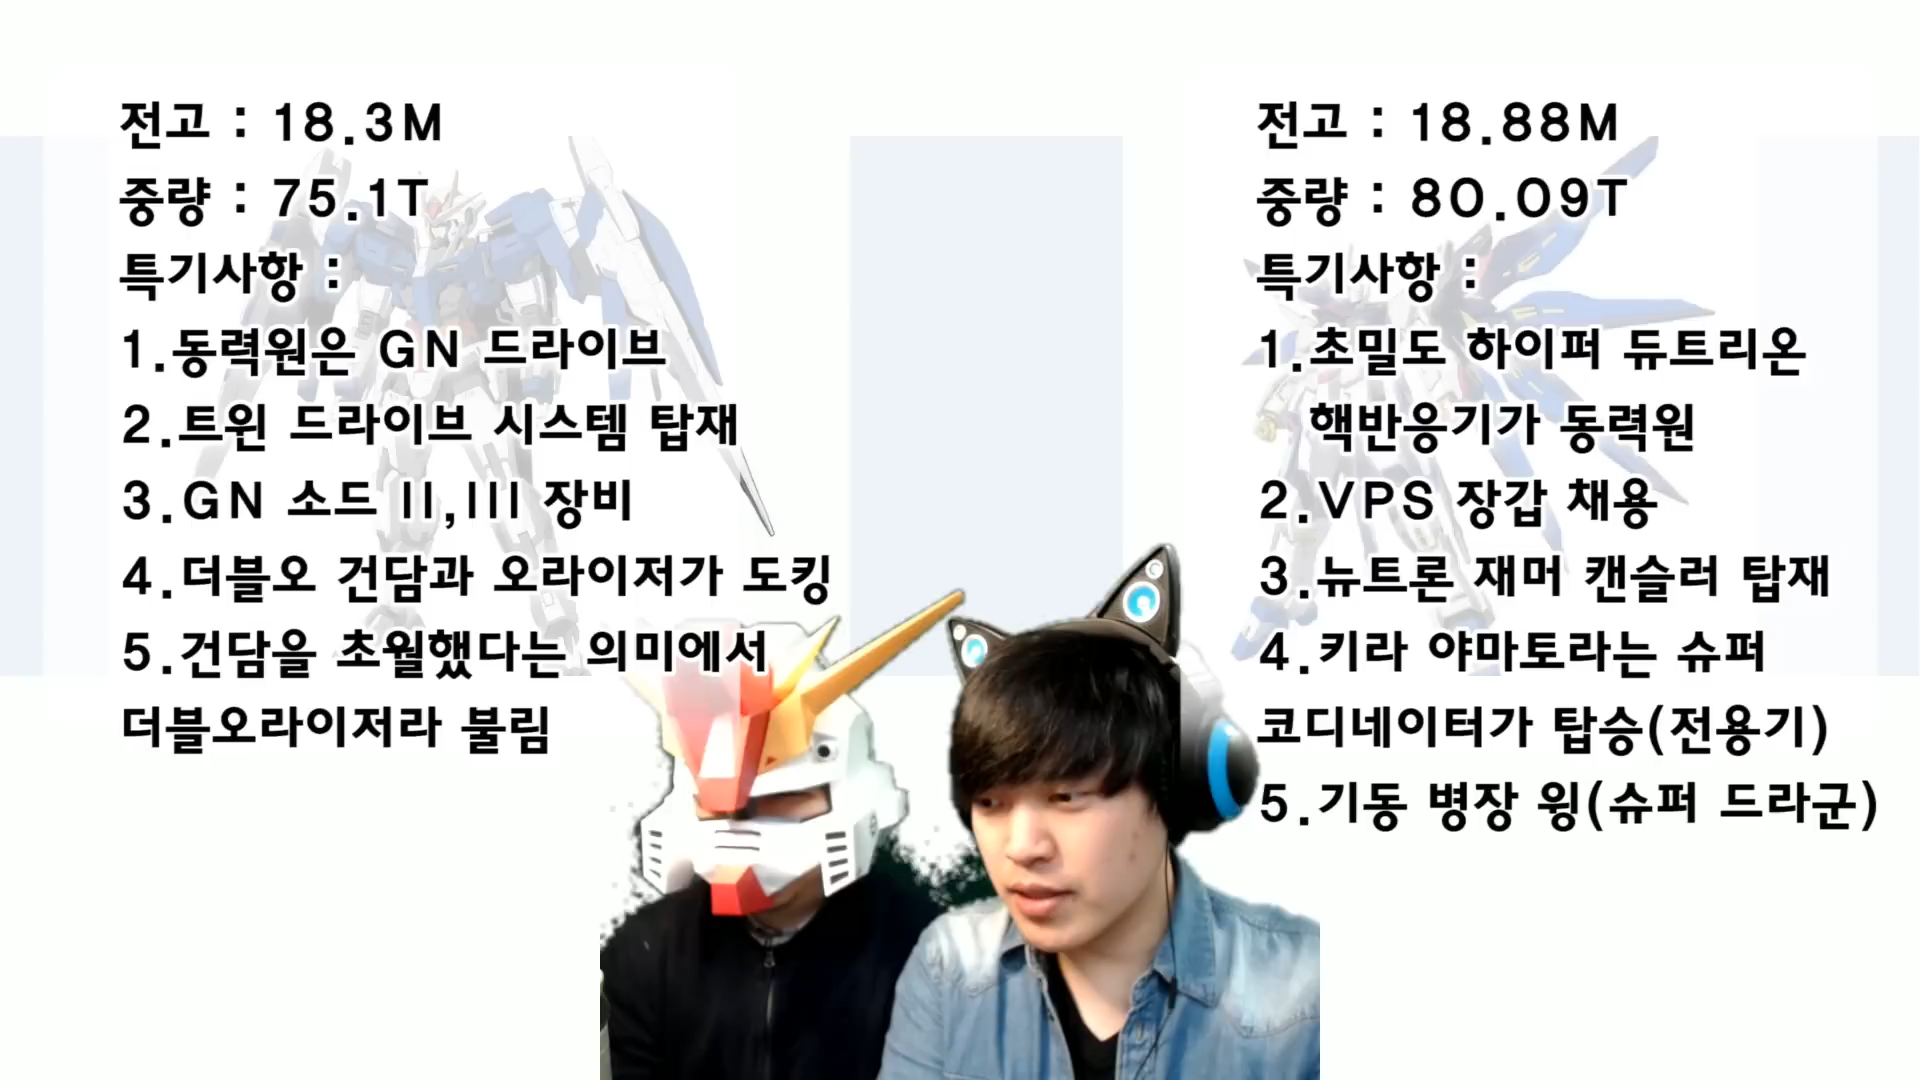 전고 : 18.3M
중량 : 75.1T
특기사항 :
1.동력원은 GN 드라이브
2.트윈 드라이브 시스템 탑재
3.GN 소드 II,III 장비
4.더블오 건담과 오라이저가 도킹
5.건담을 초월했다는 의미에서
더블오라이저라 불림
전고 : 18.88M
중량 : 80.09T
특기사항 :
1.초밀도 하이퍼 듀트리온
핵반응기가 동력원
2.VPS 장갑 채용
3.뉴트론 재머 캔슬러 탑재
4.키라 야마토라는 슈퍼
코디네이터가 탑승(전용기)
5.기동 병장 윙(슈퍼 드라군)